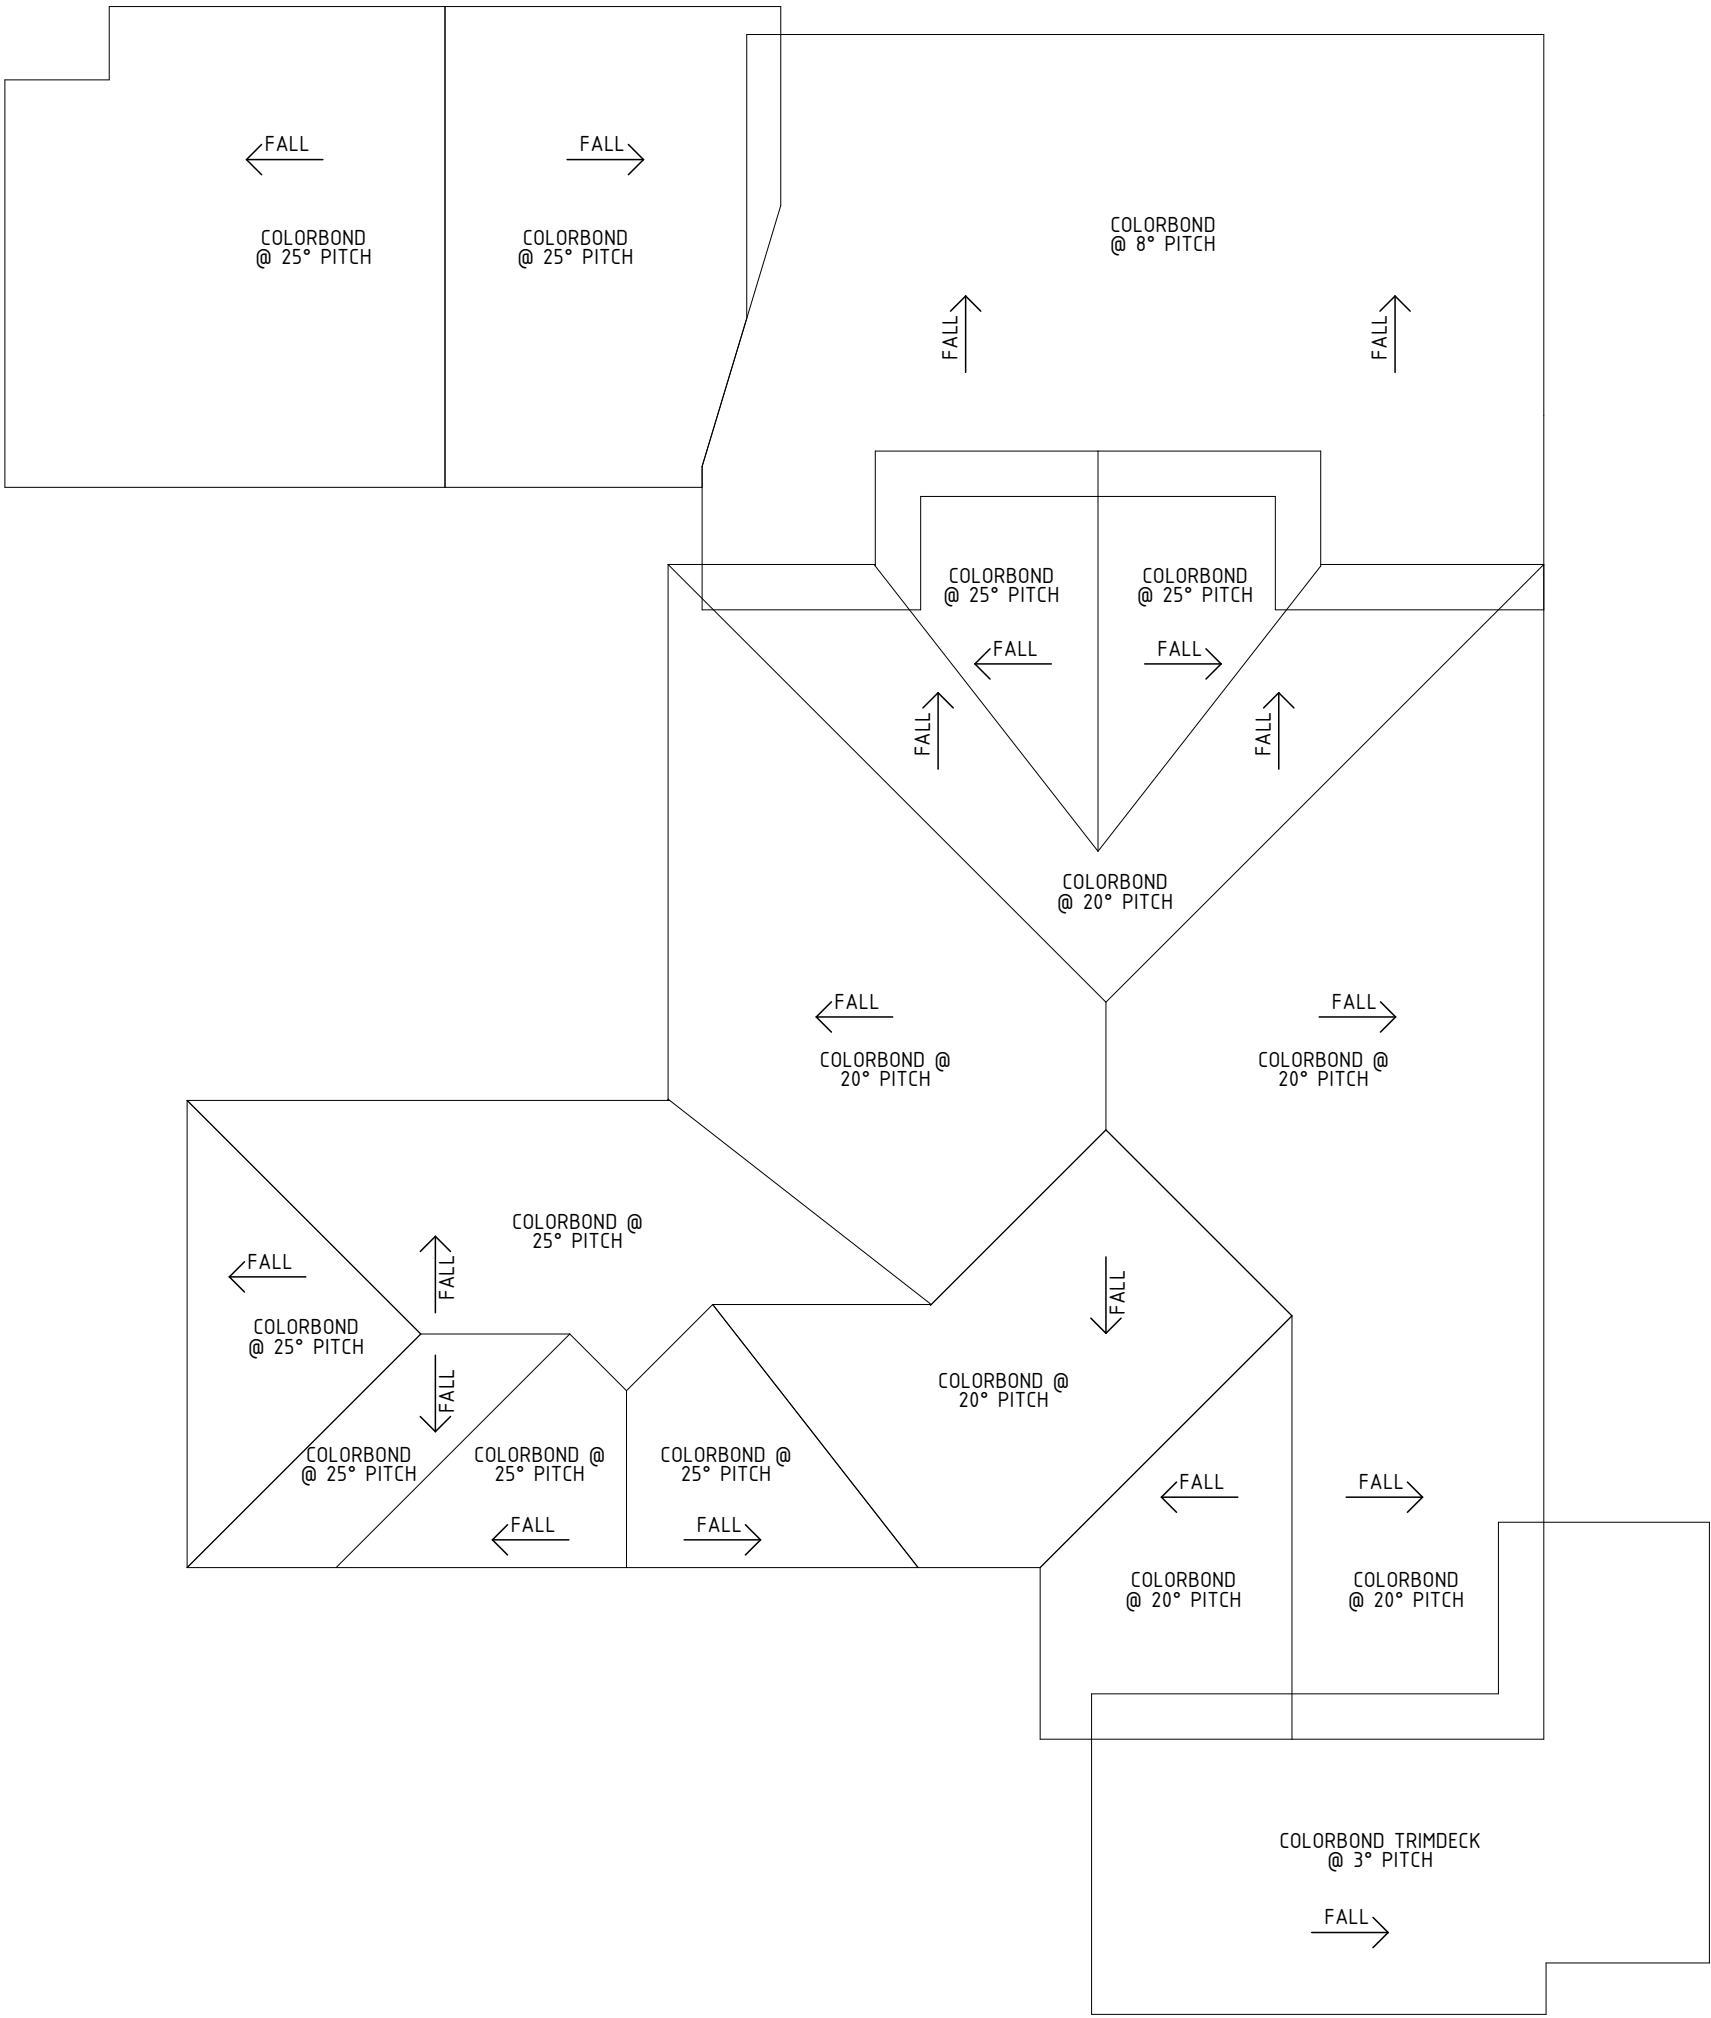 FALL
FALL
COLORBOND
@ 25° PITCH
COLORBOND
@ 25° PITCH
COLORBOND
@ 8° PITCH
FALL
FALL
COLORBOND
@ 25° PITCH
COLORBOND
@ 25° PITCH
FALL
FALL
FALL
FALL
COLORBOND
@ 20° PITCH
FALL
FALL
COLORBOND @
20° PITCH
COLORBOND @
20° PITCH
COLORBOND @
25° PITCH
FALL
FALL
FALL
COLORBOND
@ 25° PITCH
FALL
COLORBOND @
20° PITCH
COLORBOND
@ 25° PITCH
COLORBOND @
25° PITCH
COLORBOND @
25° PITCH
FALL
FALL
FALL
FALL
COLORBOND
@ 20° PITCH
COLORBOND
@ 20° PITCH
COLORBOND TRIMDECK
@ 3° PITCH
FALL